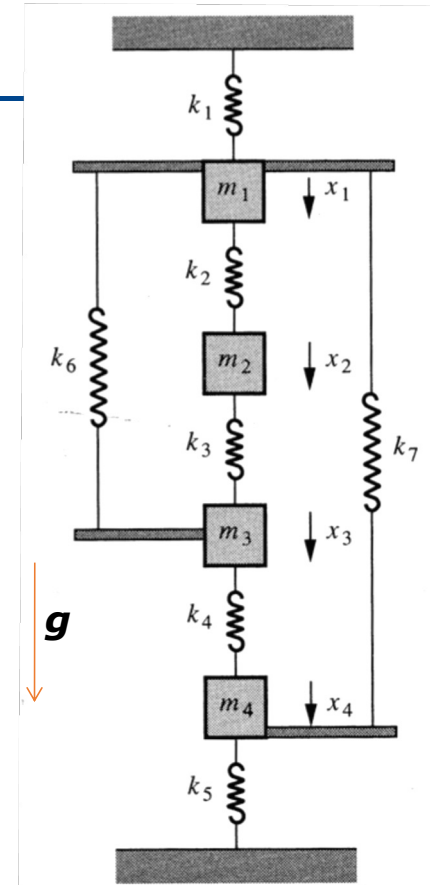 k₁
m₁ x₁
k₂
k₆
m₂ x₂
k₃
k₇
m₃ x₃
g
k₄
m₄ x₄
k₅